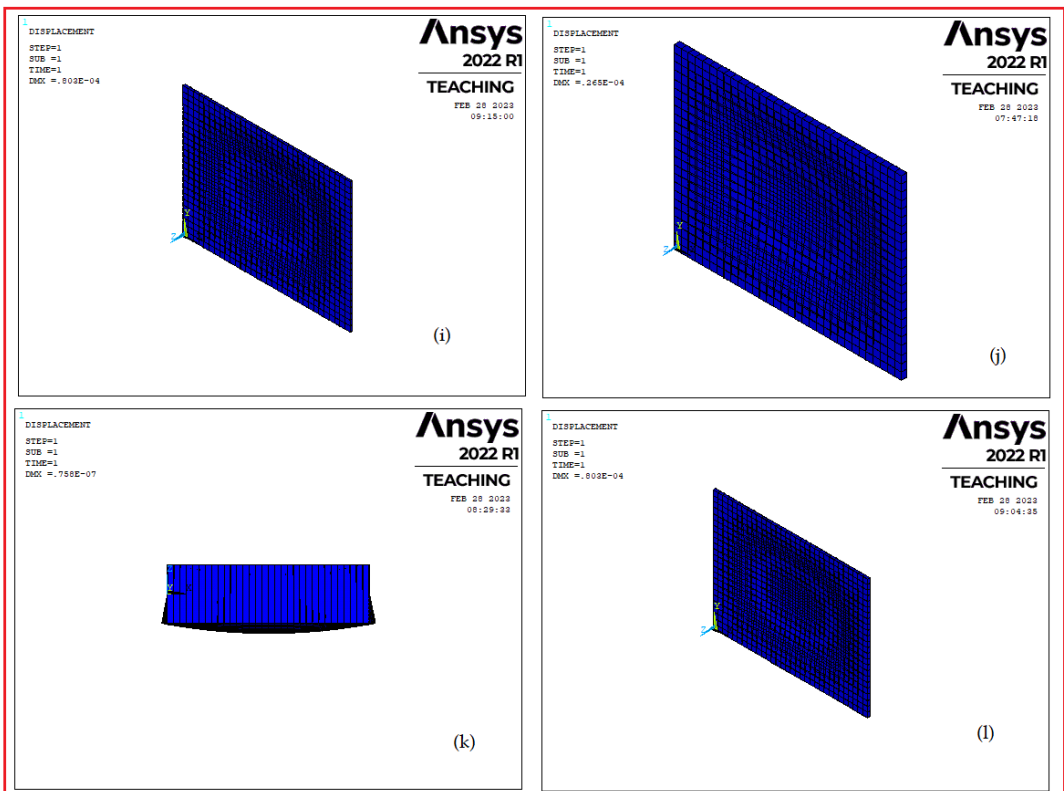 1
DISPLACEMENT
STEP=1
SUB =1
TIME=1
DMX =.803E-04
Ansys
2022 R1
TEACHING
FEB 28 2023
09:15:00
Y
Z
(i)
1
DISPLACEMENT
STEP=1
SUB =1
TIME=1
DMX =.265E-04
Ansys
2022 R1
TEACHING
FEB 28 2023
07:47:18
Y
Z
(j)
1
DISPLACEMENT
STEP=1
SUB =1
TIME=1
DMX =.758E-07
Ansys
2022 R1
TEACHING
FEB 28 2023
08:29:33
Z
Y X
(k)
1
DISPLACEMENT
STEP=1
SUB =1
TIME=1
DMX =.803E-04
Ansys
2022 R1
TEACHING
FEB 28 2023
09:04:35
Y
Z
(l)